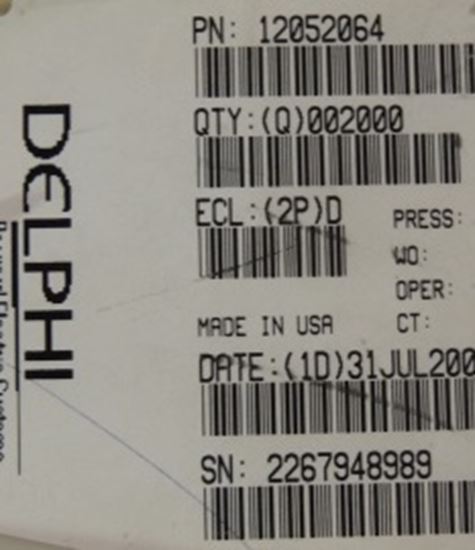 DELPHI
PN: 12052064
QTY:(Q)002000
ECL:(2P)D
PRESS:
WO:
OPER:
MADE IN USA
CT:
DATE:(1D)31JUL200
SN: 2267948989